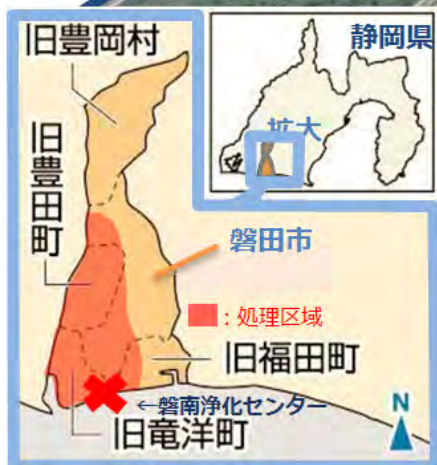 旧豊岡村
静岡県
拡大
旧豊田町
磐田市
:処理区域
旧福田町
←磐南浄化センター
旧竜洋町
N